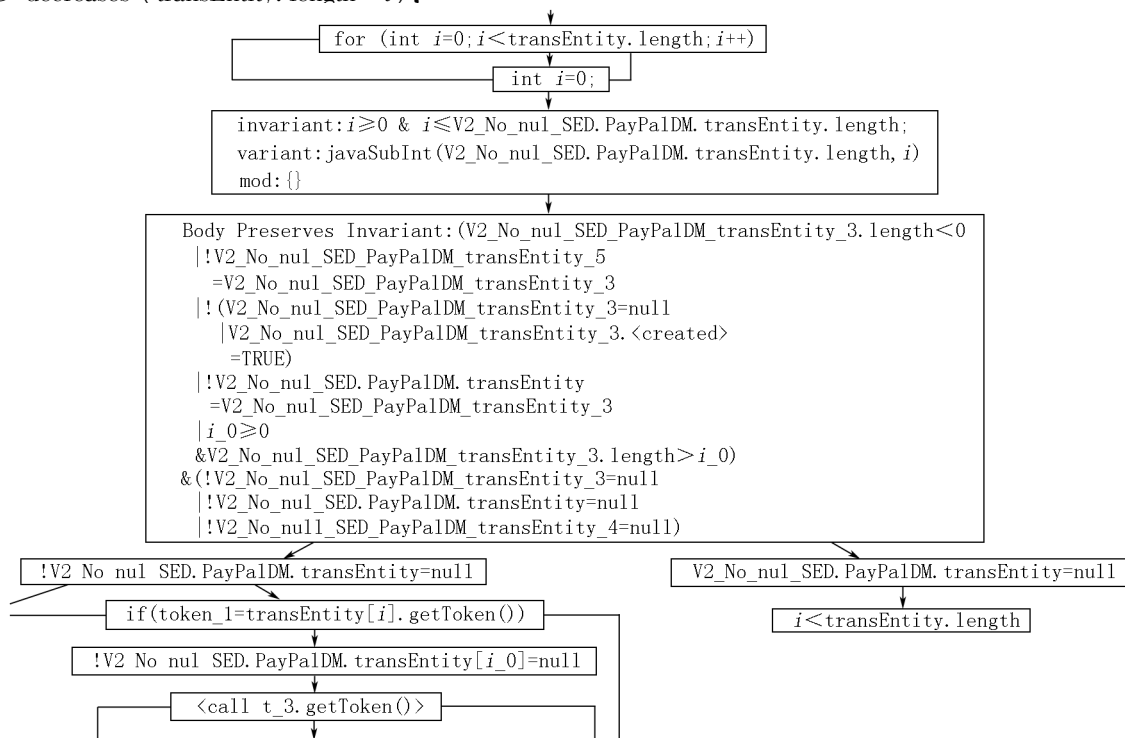 for (int i=0;i<transEntity.length;i++)
int i=0;
invariant:i≥0 & i≤V2_No_nul_SED.PayPalDM.transEntity.length;
variant:javaSubInt(V2_No_nul_SED.PayPalDM.transEntity.length,i)
mod:{}
Body Preserves Invariant:(V2_No_nul_SED_PayPalDM_transEntity_3.length<0
|!V2_No_nul_SED_PayPalDM_transEntity_5
=V2_No_nul_SED_PayPalDM_transEntity_3
|!(V2_No_nul_SED_PayPalDM_transEntity_3=null
|V2_No_nul_SED_PayPalDM_transEntity_3.<created>
=TRUE)
|!V2_No_nul_SED.PayPalDM.transEntity
=V2_No_nul_SED_PayPalDM_transEntity_3
|i_0≥0
&V2_No_nul_SED_PayPalDM_transEntity_3.length>i_0)
&(!V2_No_nul_SED_PayPalDM_transEntity_3=null
|!V2_No_nul_SED.PayPalDM.transEntity=null
|!V2_No_null_SED_PayPalDM_transEntity_4=null)
!V2 No nul SED.PayPalDM.transEntity=null
V2_No_nul_SED.PayPalDM.transEntity=null
if(token_1=transEntity[i].getToken())
i<transEntity.length
!V2 No nul SED.PayPalDM.transEntity[i_0]=null
<call t_3.getToken()>